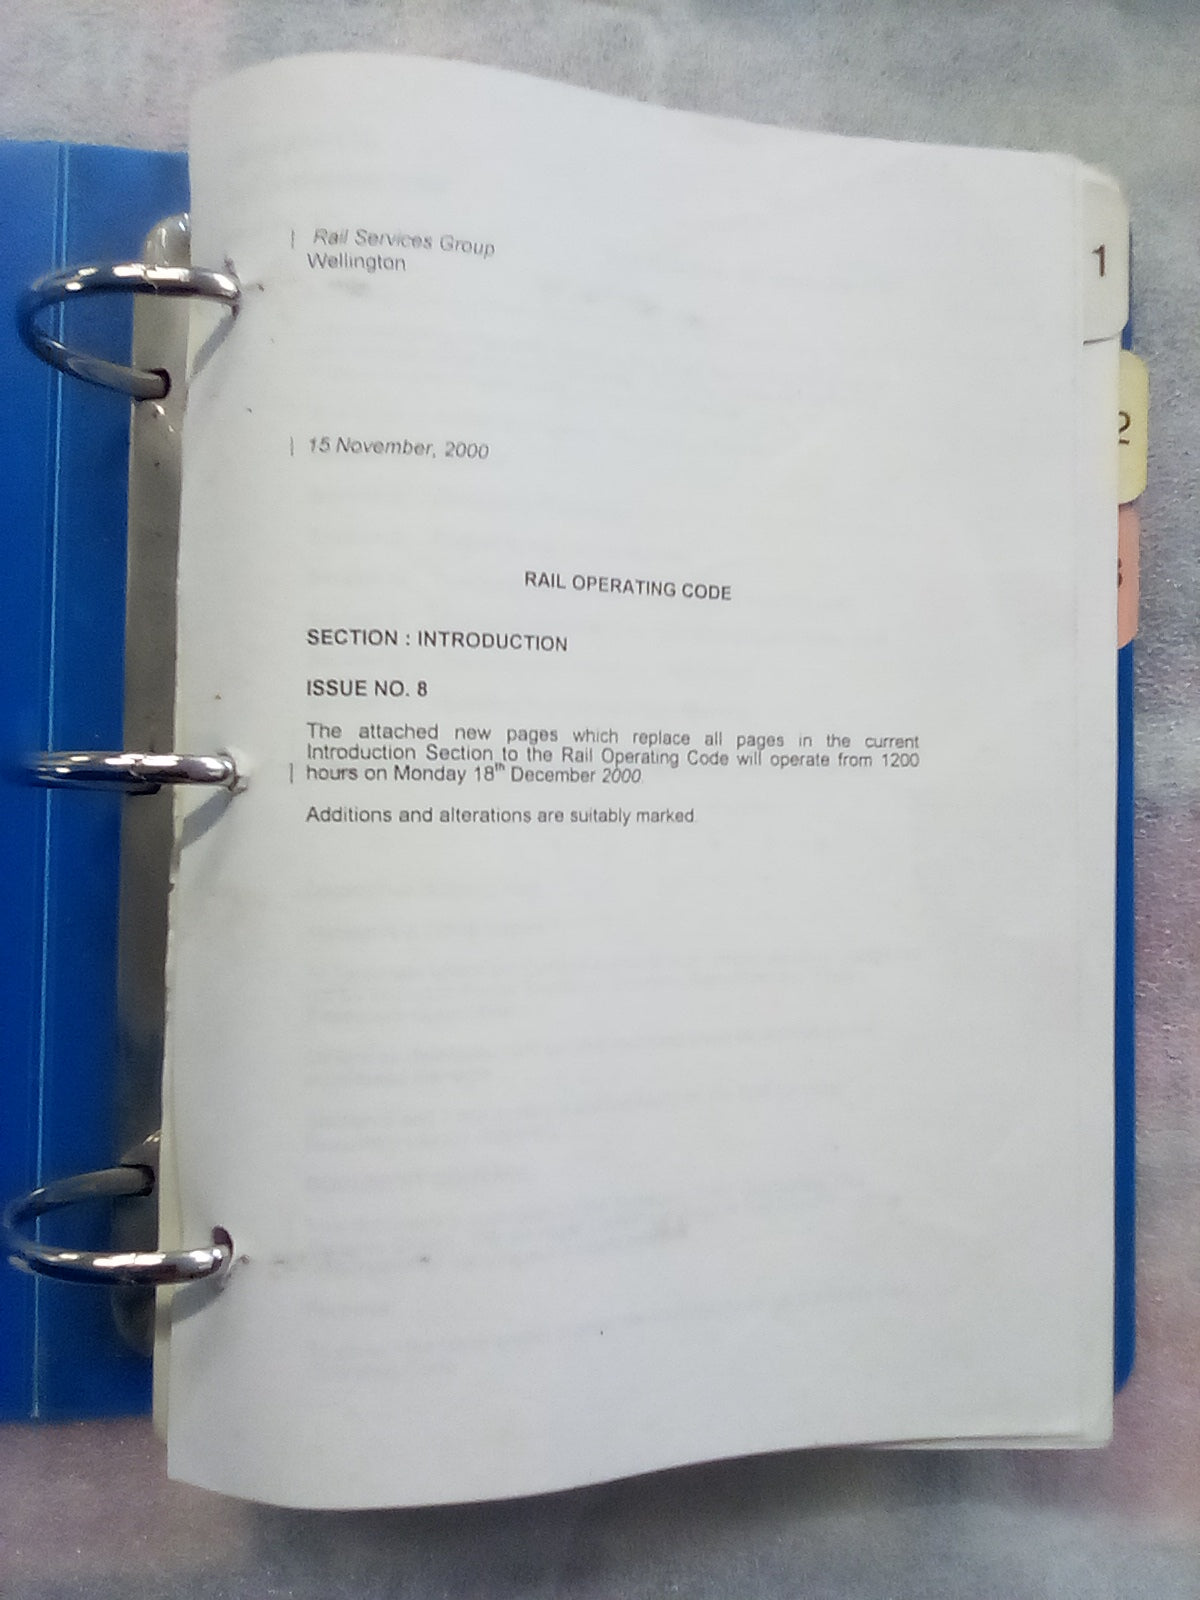 Rail Services Group
Wellington
15 November, 2000
RAIL OPERATING CODE
SECTION : INTRODUCTION
ISSUE NO. 8
The attached new pages which replace all pages in the current
Introduction Section to the Rail Operating Code will operate from 1200
hours on Monday 18th December 2000
Additions and alterations are suitably marked.
1
2